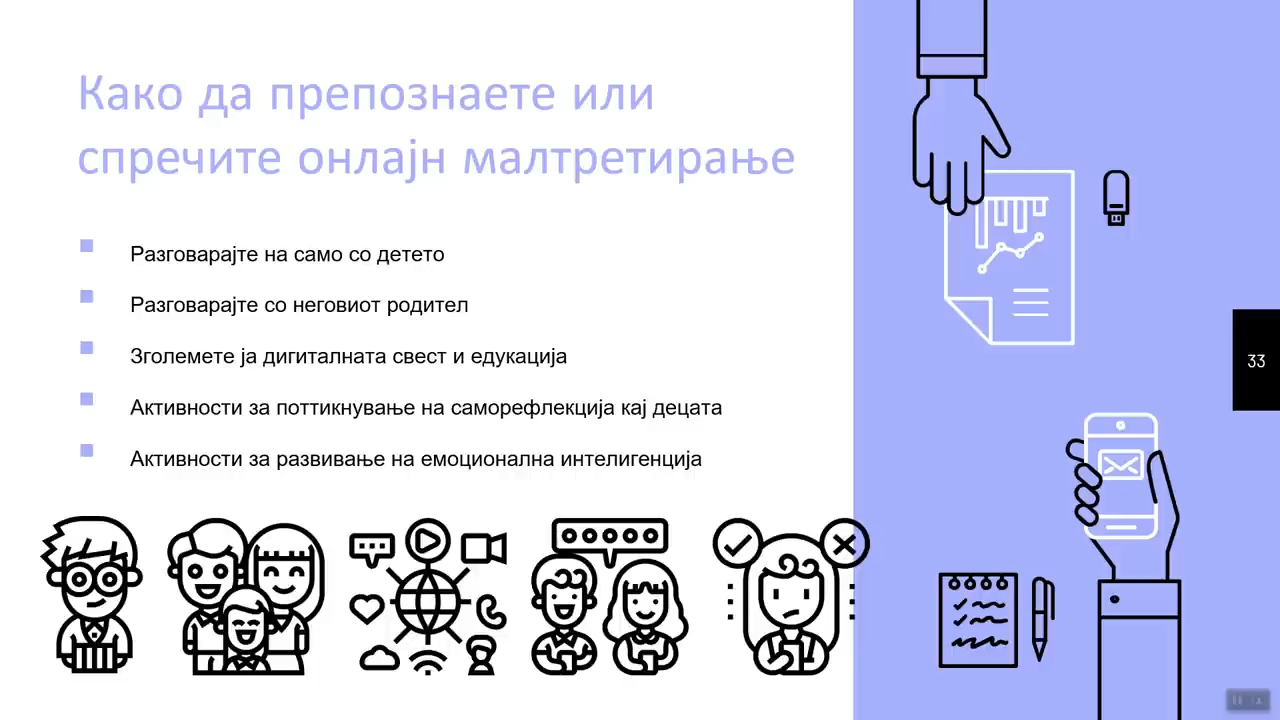 Како да препознаете или
спречите онлајн малтретирање
Разговарајте на само со детето
Разговарајте со неговиот родител
Зголемете ја дигиталната свест и едукација
Активности за поттикнување на саморефлекција кај децата
Активности за развивање на емоционална интелигенција
33